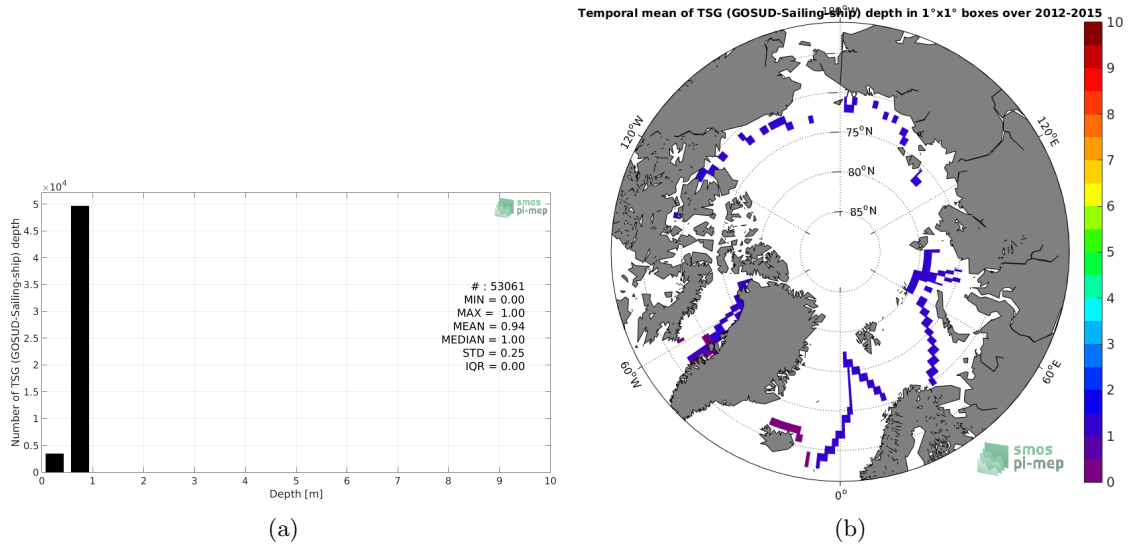 ×10⁴
5
4.5
4
3.5
3
2.5
2
1.5
1
0.5
0
Number of TSG (GOSUD-Sailing-ship) depth
smos
pi-mep
# : 53061
MIN = 0.00
MAX = 1.00
MEAN = 0.94
MEDIAN = 1.00
STD = 0.25
IQR = 0.00
0 1 2 3 4 5 6 7 8 9 10
Depth [m]
(a)
Temporal mean of TSG (GOSUD-Sailing-ship) depth in 1°x1° boxes over 2012-2015
180°W
120°W
120°E
75°N
80°N
85°N
60°W
60°E
0°
smos
pi-mep
10
9
8
7
6
5
4
3
2
1
0
(b)